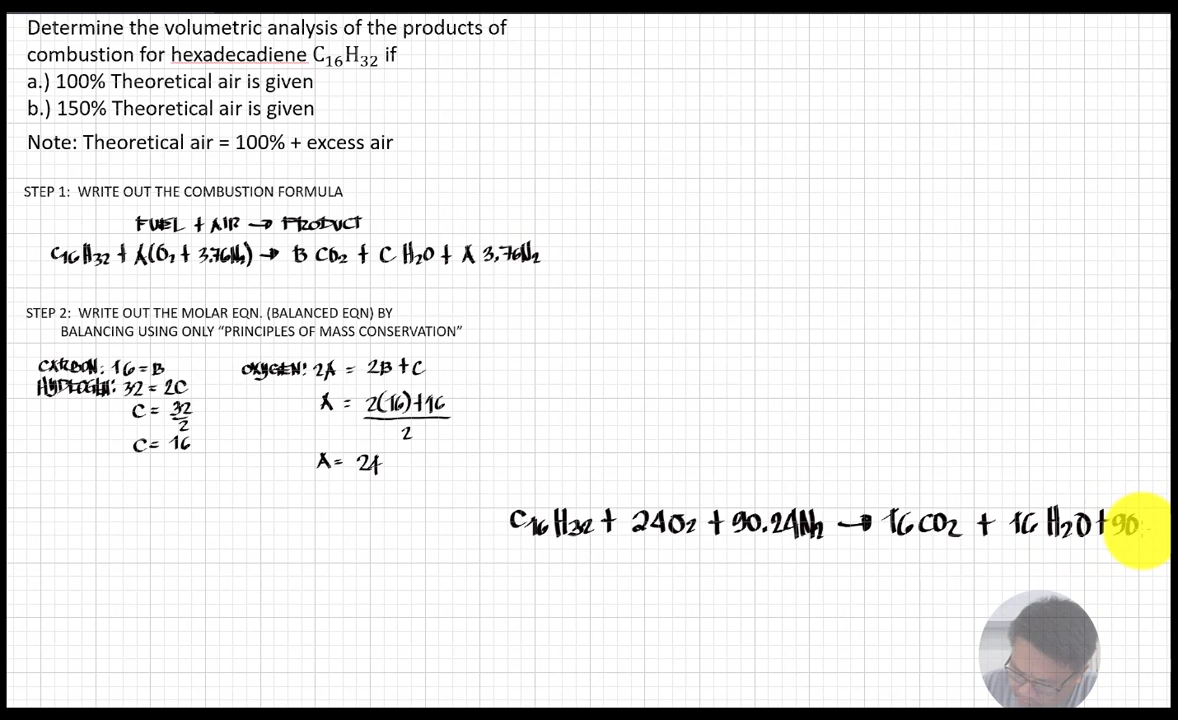 Determine the volumetric analysis of the products of
combustion for hexadecadiene C₁₆H₃₂ if
a.) 100% Theoretical air is given
b.) 150% Theoretical air is given
Note: Theoretical air = 100% + excess air
STEP 1: WRITE OUT THE COMBUSTION FORMULA
FUEL + AIR → PRODUCT
C₁₆H₃₂ + A(O₂ + 3.76N₂) → B CO₂ + C H₂O + A 3.76N₂
STEP 2: WRITE OUT THE MOLAR EQN. (BALANCED EQN) BY
BALANCING USING ONLY “PRINCIPLES OF MASS CONSERVATION”
CARBON: 16 = B
HYDROGEN: 32 = 2C
C = 32
2
C = 16
OXYGEN: 2A = 2B + C
A = 2(16)+16
2
A = 24
C₁₆H₃₂ + 24O₂ + 90.24N₂ → 16CO₂ + 16 H₂O + 90.